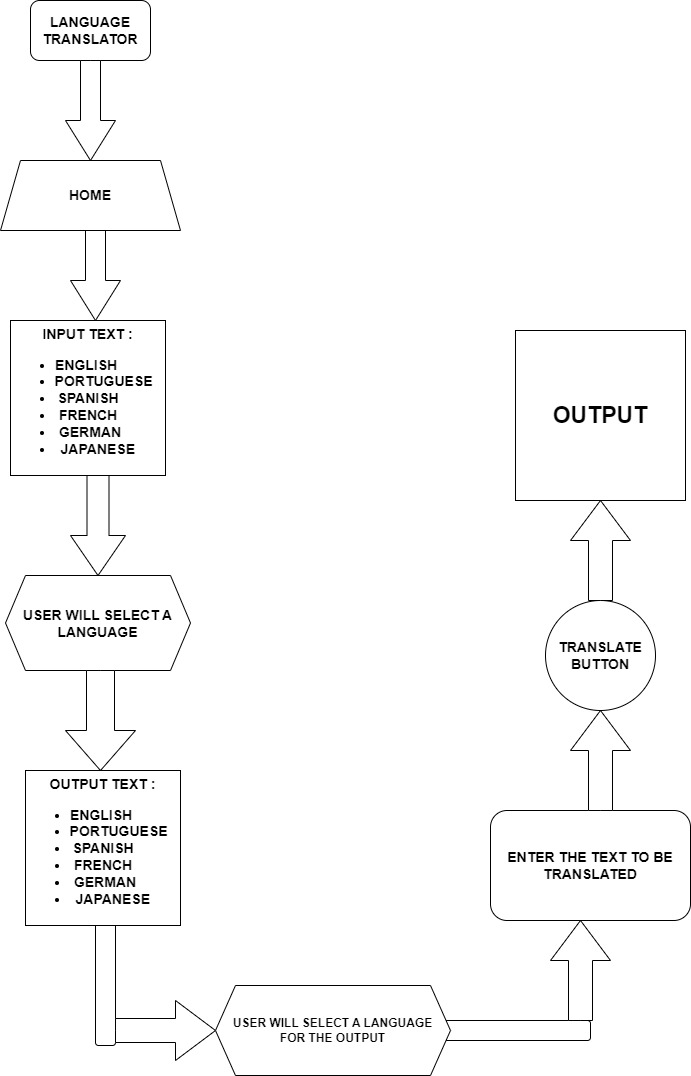 LANGUAGE
TRANSLATOR
HOME
INPUT TEXT :
• ENGLISH
• PORTUGUESE
• SPANISH
• FRENCH
• GERMAN
• JAPANESE
USER WILL SELECT A
LANGUAGE
OUTPUT TEXT :
• ENGLISH
• PORTUGUESE
• SPANISH
• FRENCH
• GERMAN
• JAPANESE
USER WILL SELECT A LANGUAGE
FOR THE OUTPUT
ENTER THE TEXT TO BE
TRANSLATED
TRANSLATE
BUTTON
OUTPUT